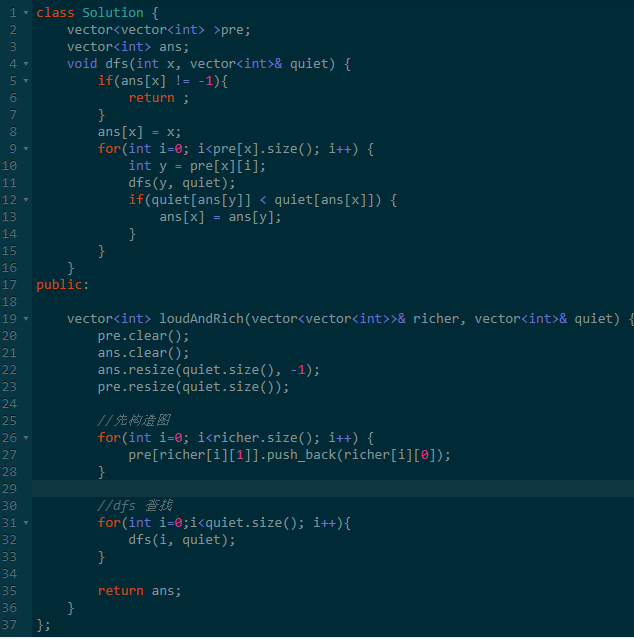 1 class Solution {
2     vector<vector<int> >pre;
3     vector<int> ans;
4     void dfs(int x, vector<int>& quiet) {
5         if(ans[x] != -1){
6             return ;
7         }
8         ans[x] = x;
9         for(int i=0; i<pre[x].size(); i++) {
10             int y = pre[x][i];
11             dfs(y, quiet);
12             if(quiet[ans[y]] < quiet[ans[x]]) {
13                 ans[x] = ans[y];
14             }
15         }
16     }
17 public:
18
19     vector<int> loudAndRich(vector<vector<int>>& richer, vector<int>& quiet) {
20         pre.clear();
21         ans.clear();
22         ans.resize(quiet.size(), -1);
23         pre.resize(quiet.size());
24
25         //先构造图
26         for(int i=0; i<richer.size(); i++) {
27             pre[richer[i][1]].push_back(richer[i][0]);
28         }
29
30         //dfs 查找
31         for(int i=0;i<quiet.size(); i++){
32             dfs(i, quiet);
33         }
34
35         return ans;
36     }
37 };